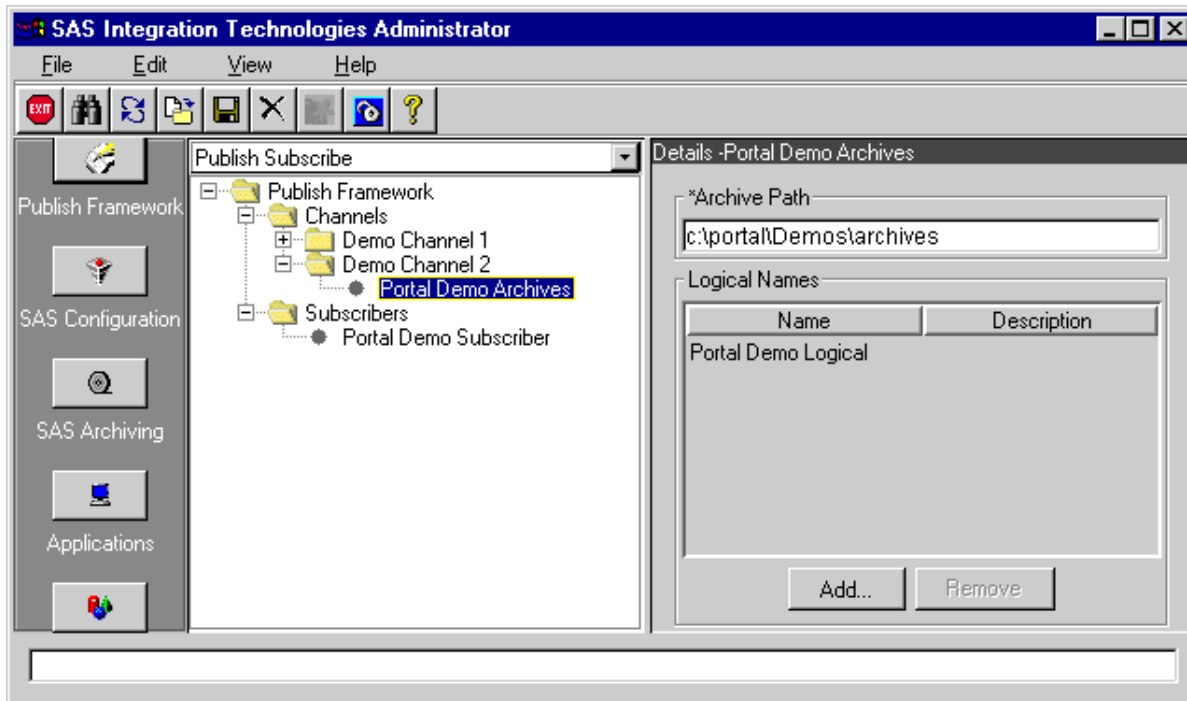 SAS Integration Technologies Administrator
File Edit View Help
EXIT
Publish Framework
SAS Configuration
SAS Archiving
Applications
Publish Subscribe
Publish Framework
Channels
Demo Channel 1
Demo Channel 2
Portal Demo Archives
Subscribers
Portal Demo Subscriber
Details -Portal Demo Archives
*Archive Path
c:\portal\Demos\archives
Logical Names
Name Description
Portal Demo Logical
Add... Remove